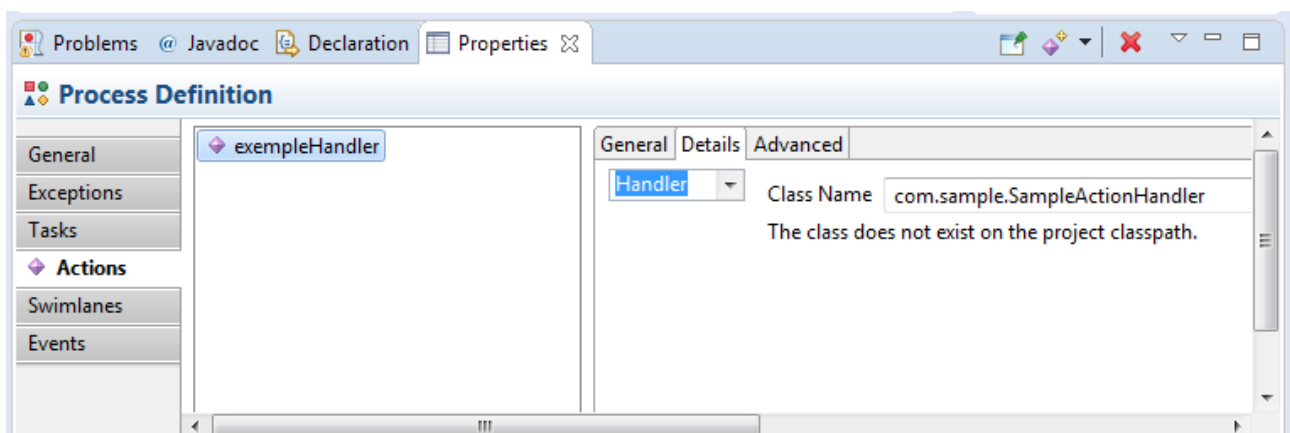 Problems @ Javadoc Declaration Properties
Process Definition
General
Exceptions
Tasks
Actions
Swimlanes
Events
exempleHandler
General Details Advanced
Handler Class Name com.sample.SampleActionHandler
The class does not exist on the project classpath.